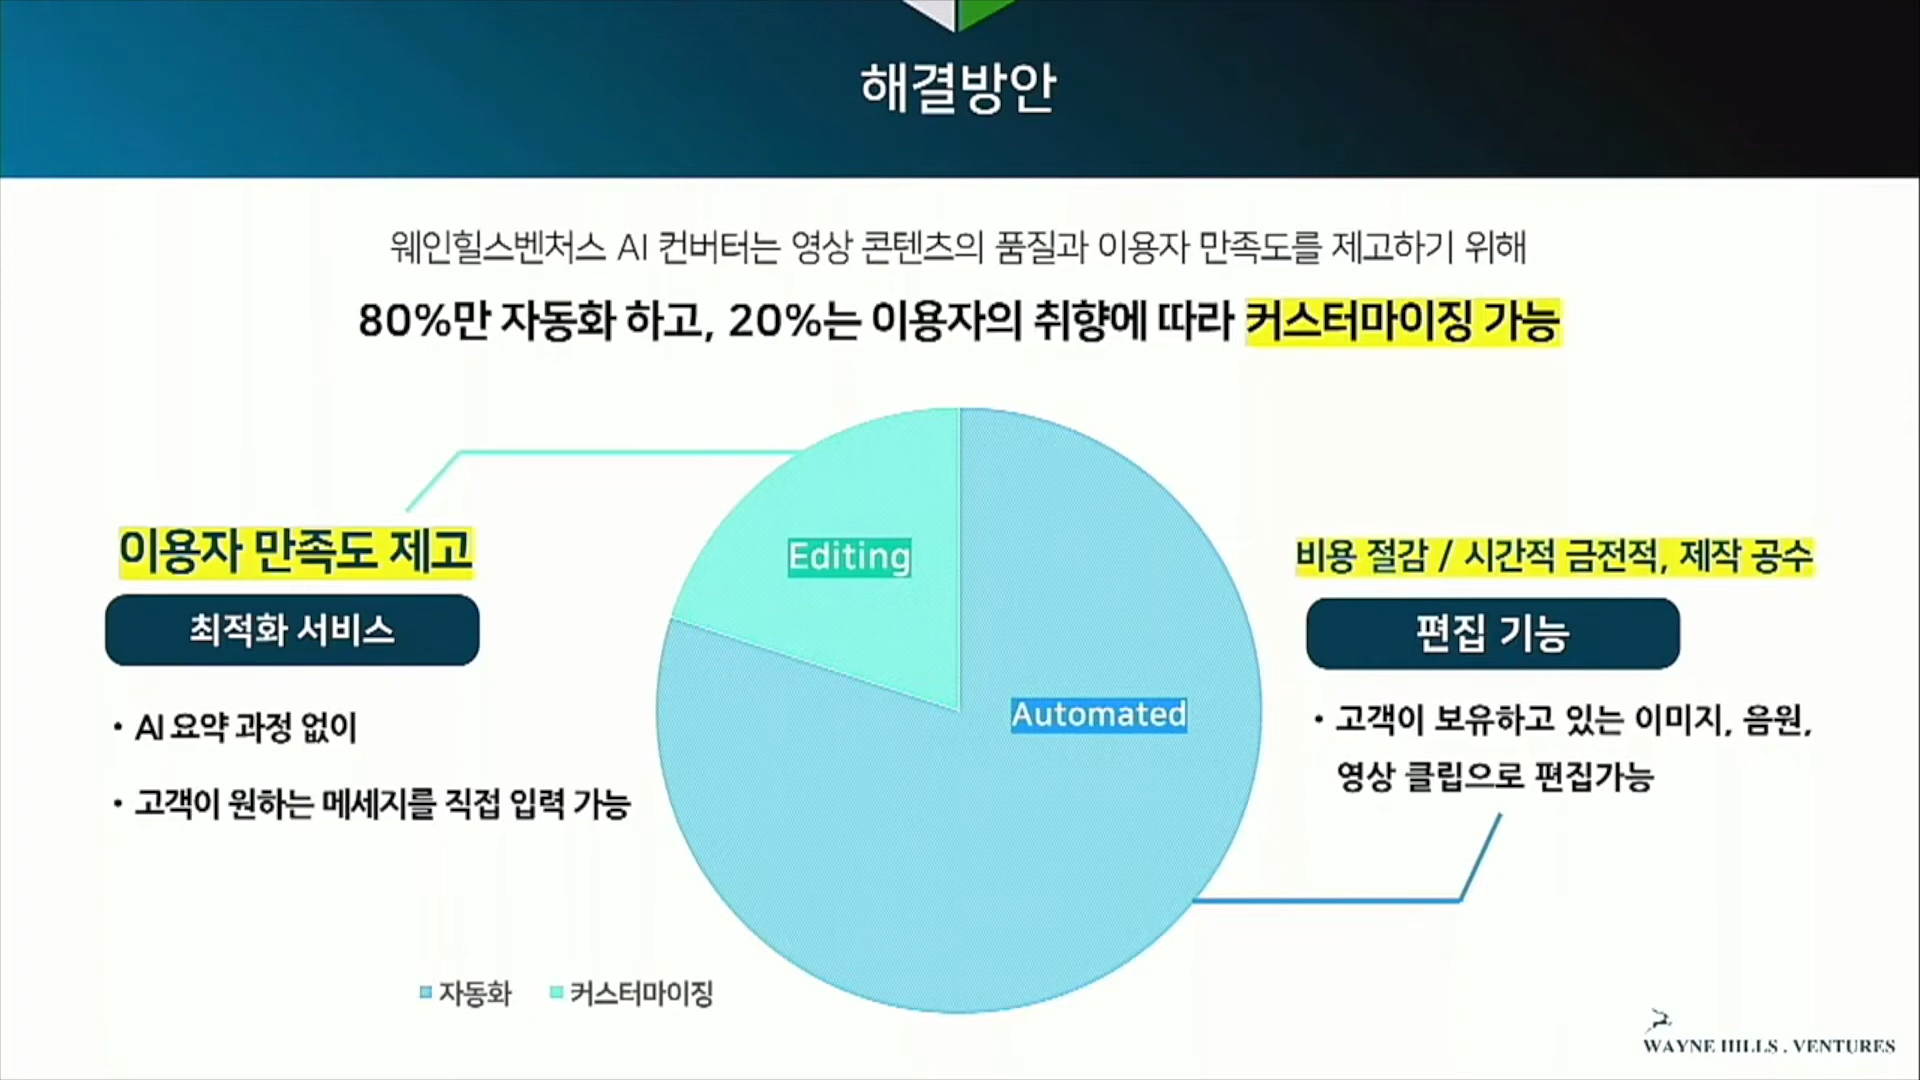 해결방안
웨인힐스벤처스 AI 컨버터는 영상 콘텐츠의 품질과 이용자 만족도를 제고하기 위해
80%만 자동화 하고, 20%는 이용자의 취향에 따라 커스터마이징 가능
이용자 만족도 제고
최적화 서비스
• AI 요약 과정 없이
• 고객이 원하는 메세지를 직접 입력 가능
Editing
Automated
비용 절감 / 시간적 금전적, 제작 공수
편집 기능
• 고객이 보유하고 있는 이미지, 음원,
영상 클립으로 편집가능
자동화 커스터마이징
WAYNE HILLS . VENTURES